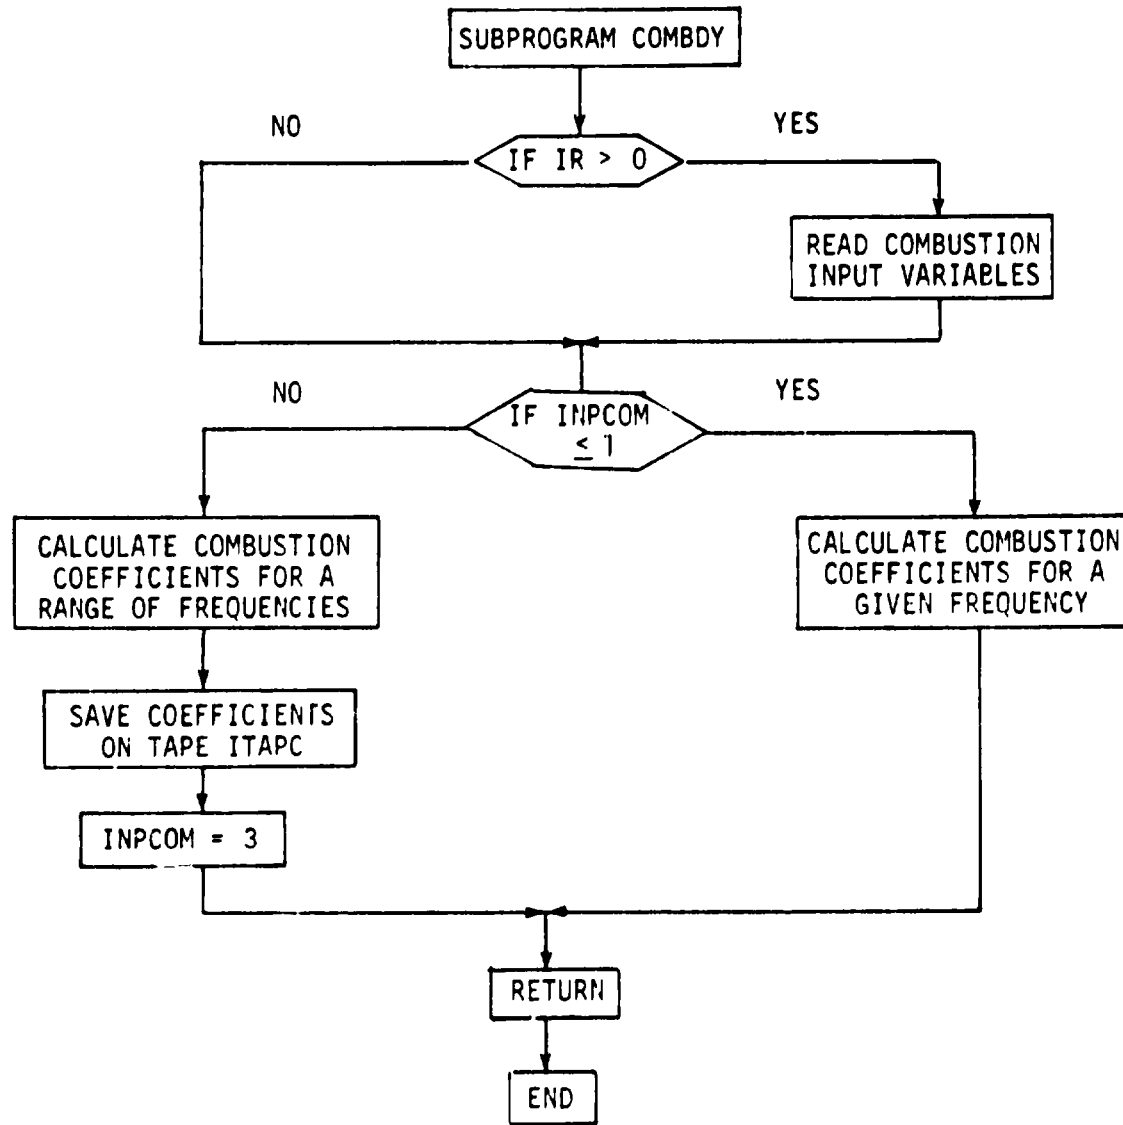 SUBPROGRAM COMBDY
NO
YES
IF IR > 0
READ COMBUSTION
INPUT VARIABLES
NO
YES
IF INPCOM
≤ 1
CALCULATE COMBUSTION
COEFFICIENTS FOR A
RANGE OF FREQUENCIES
CALCULATE COMBUSTION
COEFFICIENTS FOR A
GIVEN FREQUENCY
SAVE COEFFICIENTS
ON TAPE ITAPC
INPCOM = 3
RETURN
END